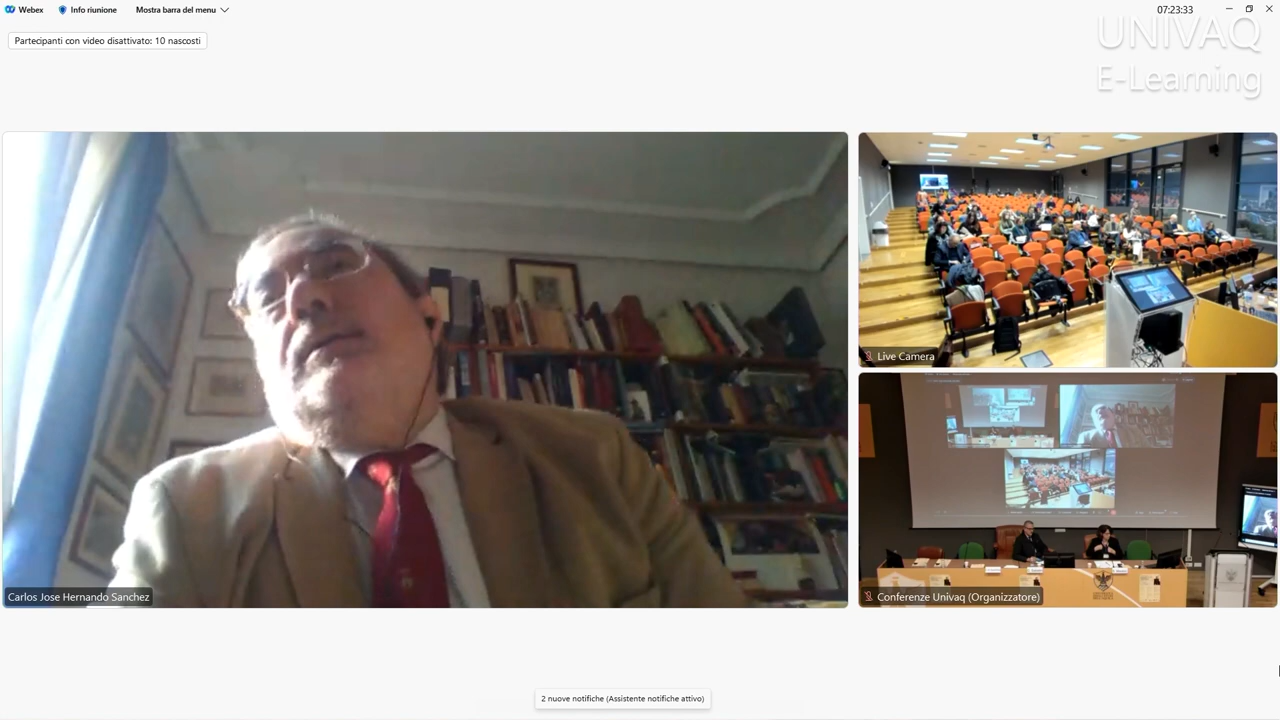 Webex
Info riunione
Mostra barra del menu
07:23:33
Partecipanti con video disattivato: 10 nascosti
UNIVAQ
E-Learning
Live Camera
Carlos Jose Hernando Sanchez
Conferenze Univaq (Organizzatore)
2 nuove notifiche (Assistente notifiche attivo)